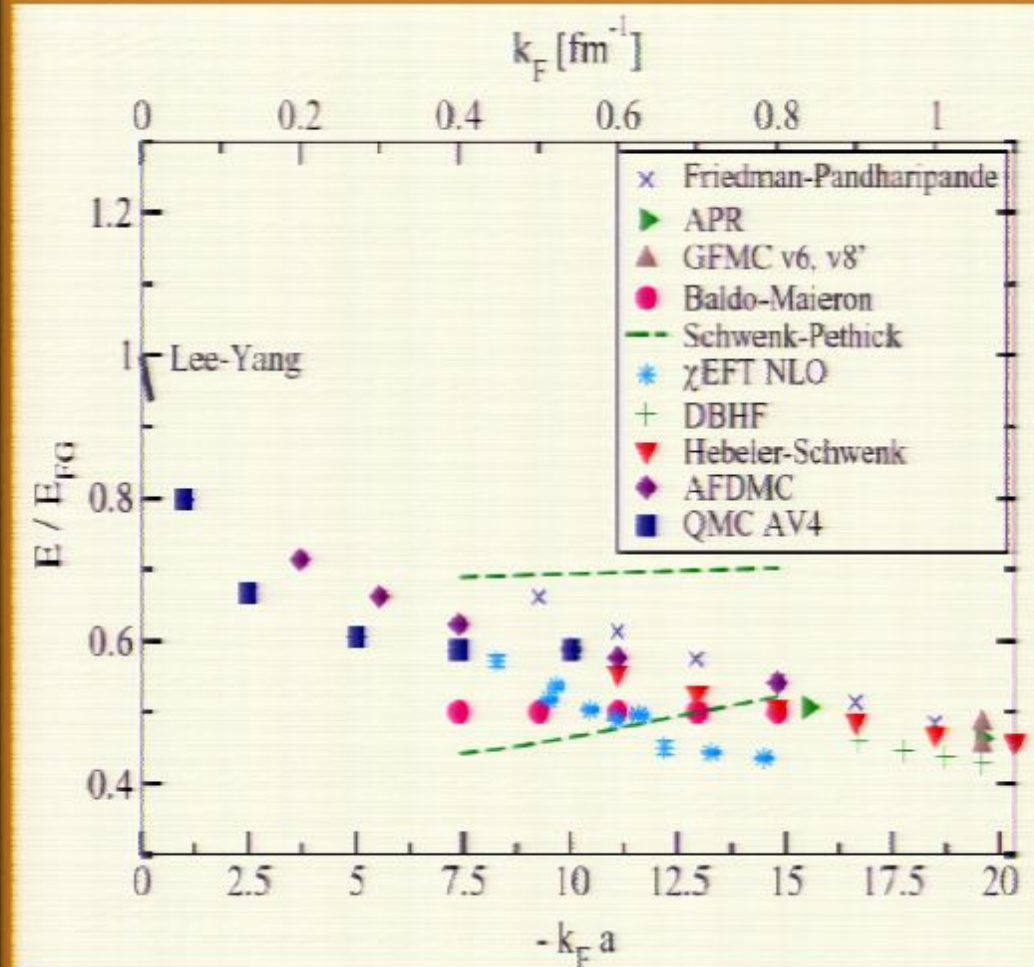 k_F [fm^-1]
0 0.2 0.4 0.6 0.8 1
Friedman-Pandharipande
APR
GFMC v6, v8'
Baldo-Maieron
Schwenk-Pethick
χEFT NLO
DBHF
Hebeler-Schwenk
AFDMC
QMC AV4
1.2
1
0.8
0.6
0.4
Lee-Yang
E / E_FG
0 2.5 5 7.5 10 12.5 15 17.5 20
- k_F a